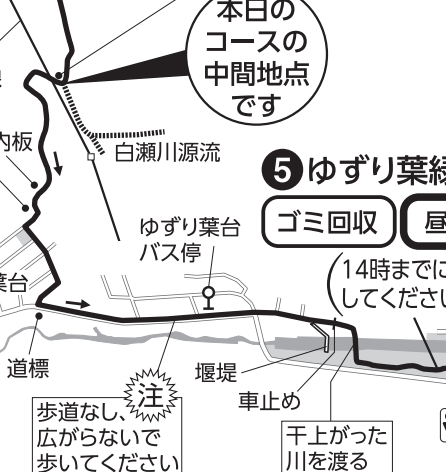 本日の
コースの
中間地点
です
内板
白瀬川源流
❺ゆずり葉緑
ゴミ回収
昼
ゆずり葉台
バス停
(14時までに
してください
葉台
道標
堰堤
車止め
注
歩道なし、
広がらないで
歩いてください
干上がった
川を渡る